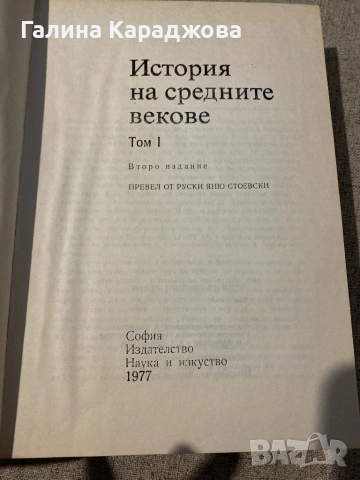 Галина Караджова
История
на средните
векове
Том I
Второ издание
ПРЕВЕЛ ОТ РУСКИ ЯНЮ СТОЕВСКИ
София
Издателство
Наука и изкуство
1977
BAZAR